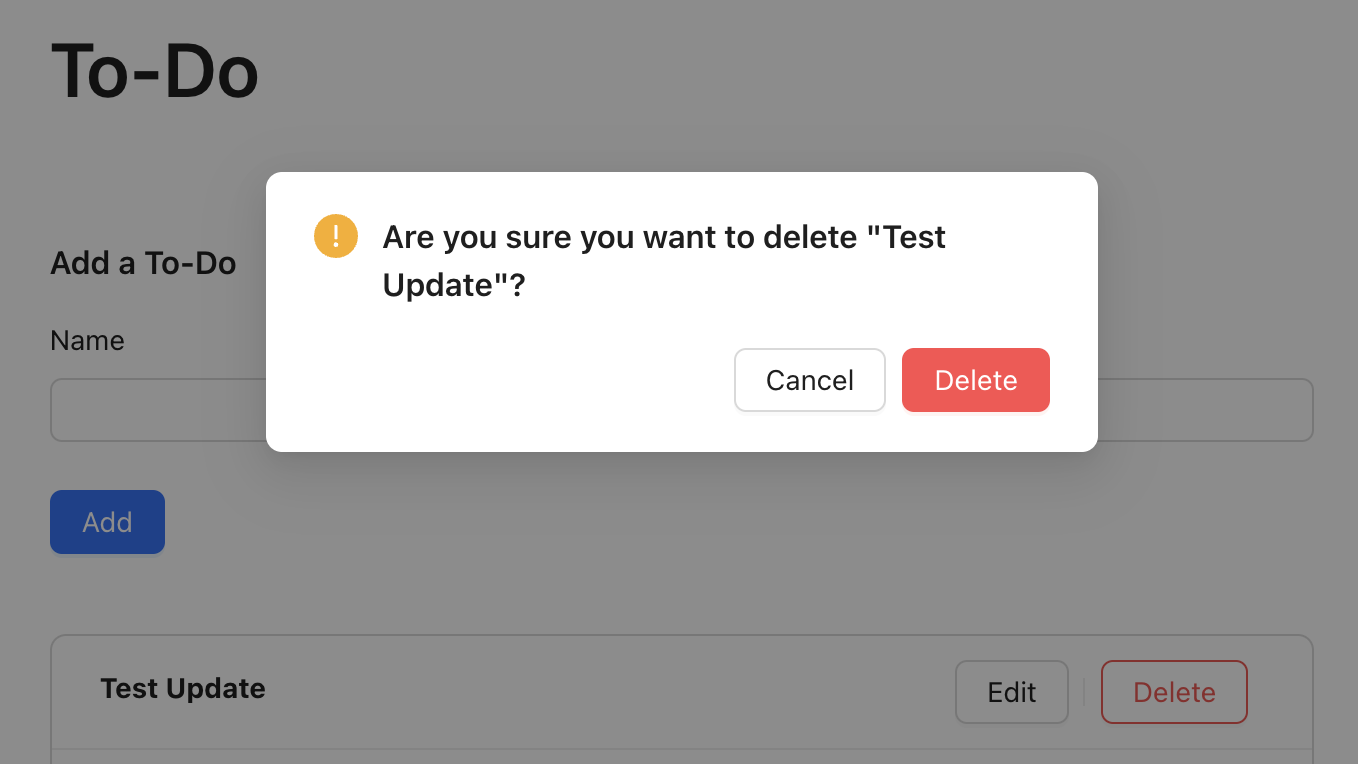 To-Do
Are you sure you want to delete "Test
Update"?
Add a To-Do
Name
Cancel Delete
Add
Test Update Edit Delete